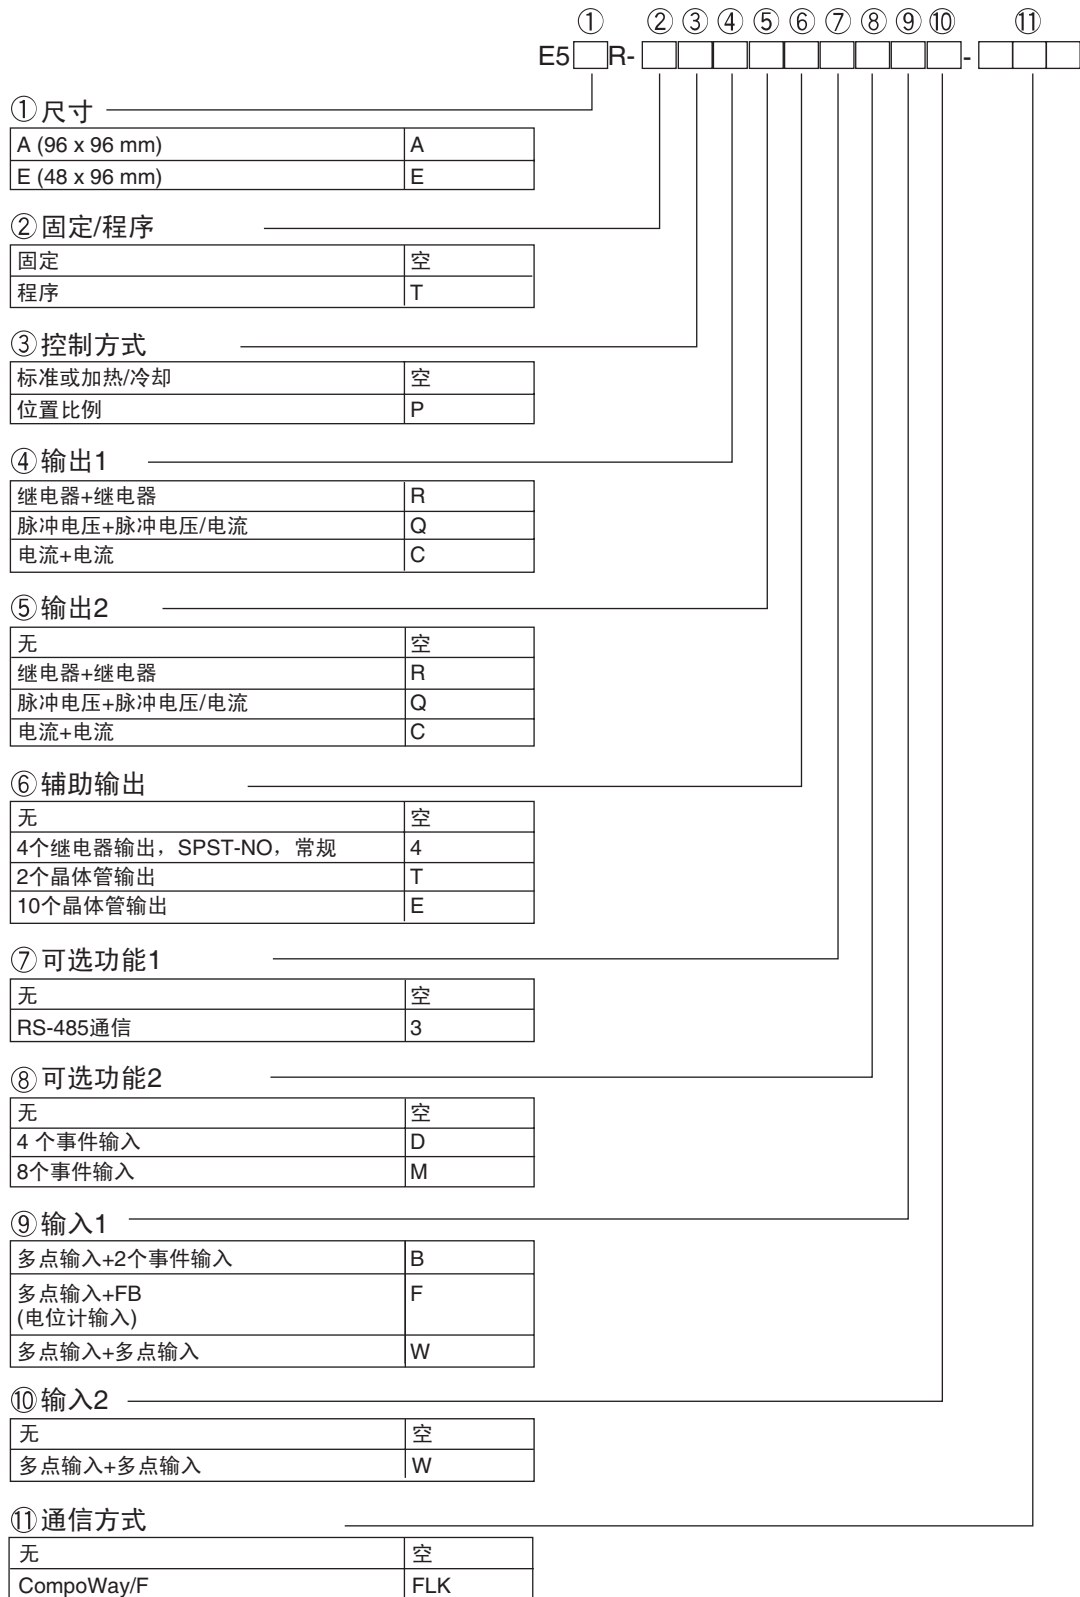 ① ② ③ ④ ⑤ ⑥ ⑦ ⑧ ⑨ ⑩ ⑪
E5 R- -
①尺寸
A (96 x 96 mm) A
E (48 x 96 mm) E
②固定/程序
固定 空
程序 T
③控制方式
标准或加热/冷却 空
位置比例 P
④输出1
继电器+继电器 R
脉冲电压+脉冲电压/电流 Q
电流+电流 C
⑤输出2
无 空
继电器+继电器 R
脉冲电压+脉冲电压/电流 Q
电流+电流 C
⑥辅助输出
无 空
4个继电器输出，SPST-NO，常规 4
2个晶体管输出 T
10个晶体管输出 E
⑦可选功能1
无 空
RS-485通信 3
⑧可选功能2
无 空
4 个事件输入 D
8个事件输入 M
⑨输入1
多点输入+2个事件输入 B
多点输入+FB F
(电位计输入)
多点输入+多点输入 W
⑩输入2
无 空
多点输入+多点输入 W
⑪通信方式
无 空
CompoWay/F FLK